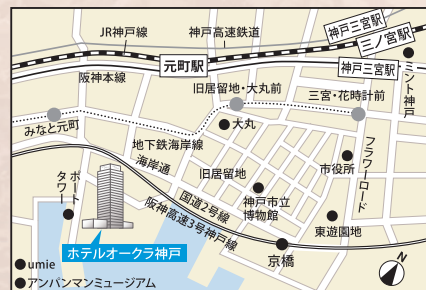 JR神戸線
神戸高速鉄道
神戸三宮駅
三ノ宮駅
元町駅
阪神本線
神戸三宮駅
ミント神戸
旧居留地・大丸前
三宮・花時計前
みなと元町
大丸
地下鉄海岸線
海岸通
フラワーロード
市役所
旧居留地
ポート
タワー
国道2号線
神戸市立
博物館
阪神高速3号神戸線
東遊園地
ホテルオークラ神戸
京橋
umie
アンパンマンミュージアム
N